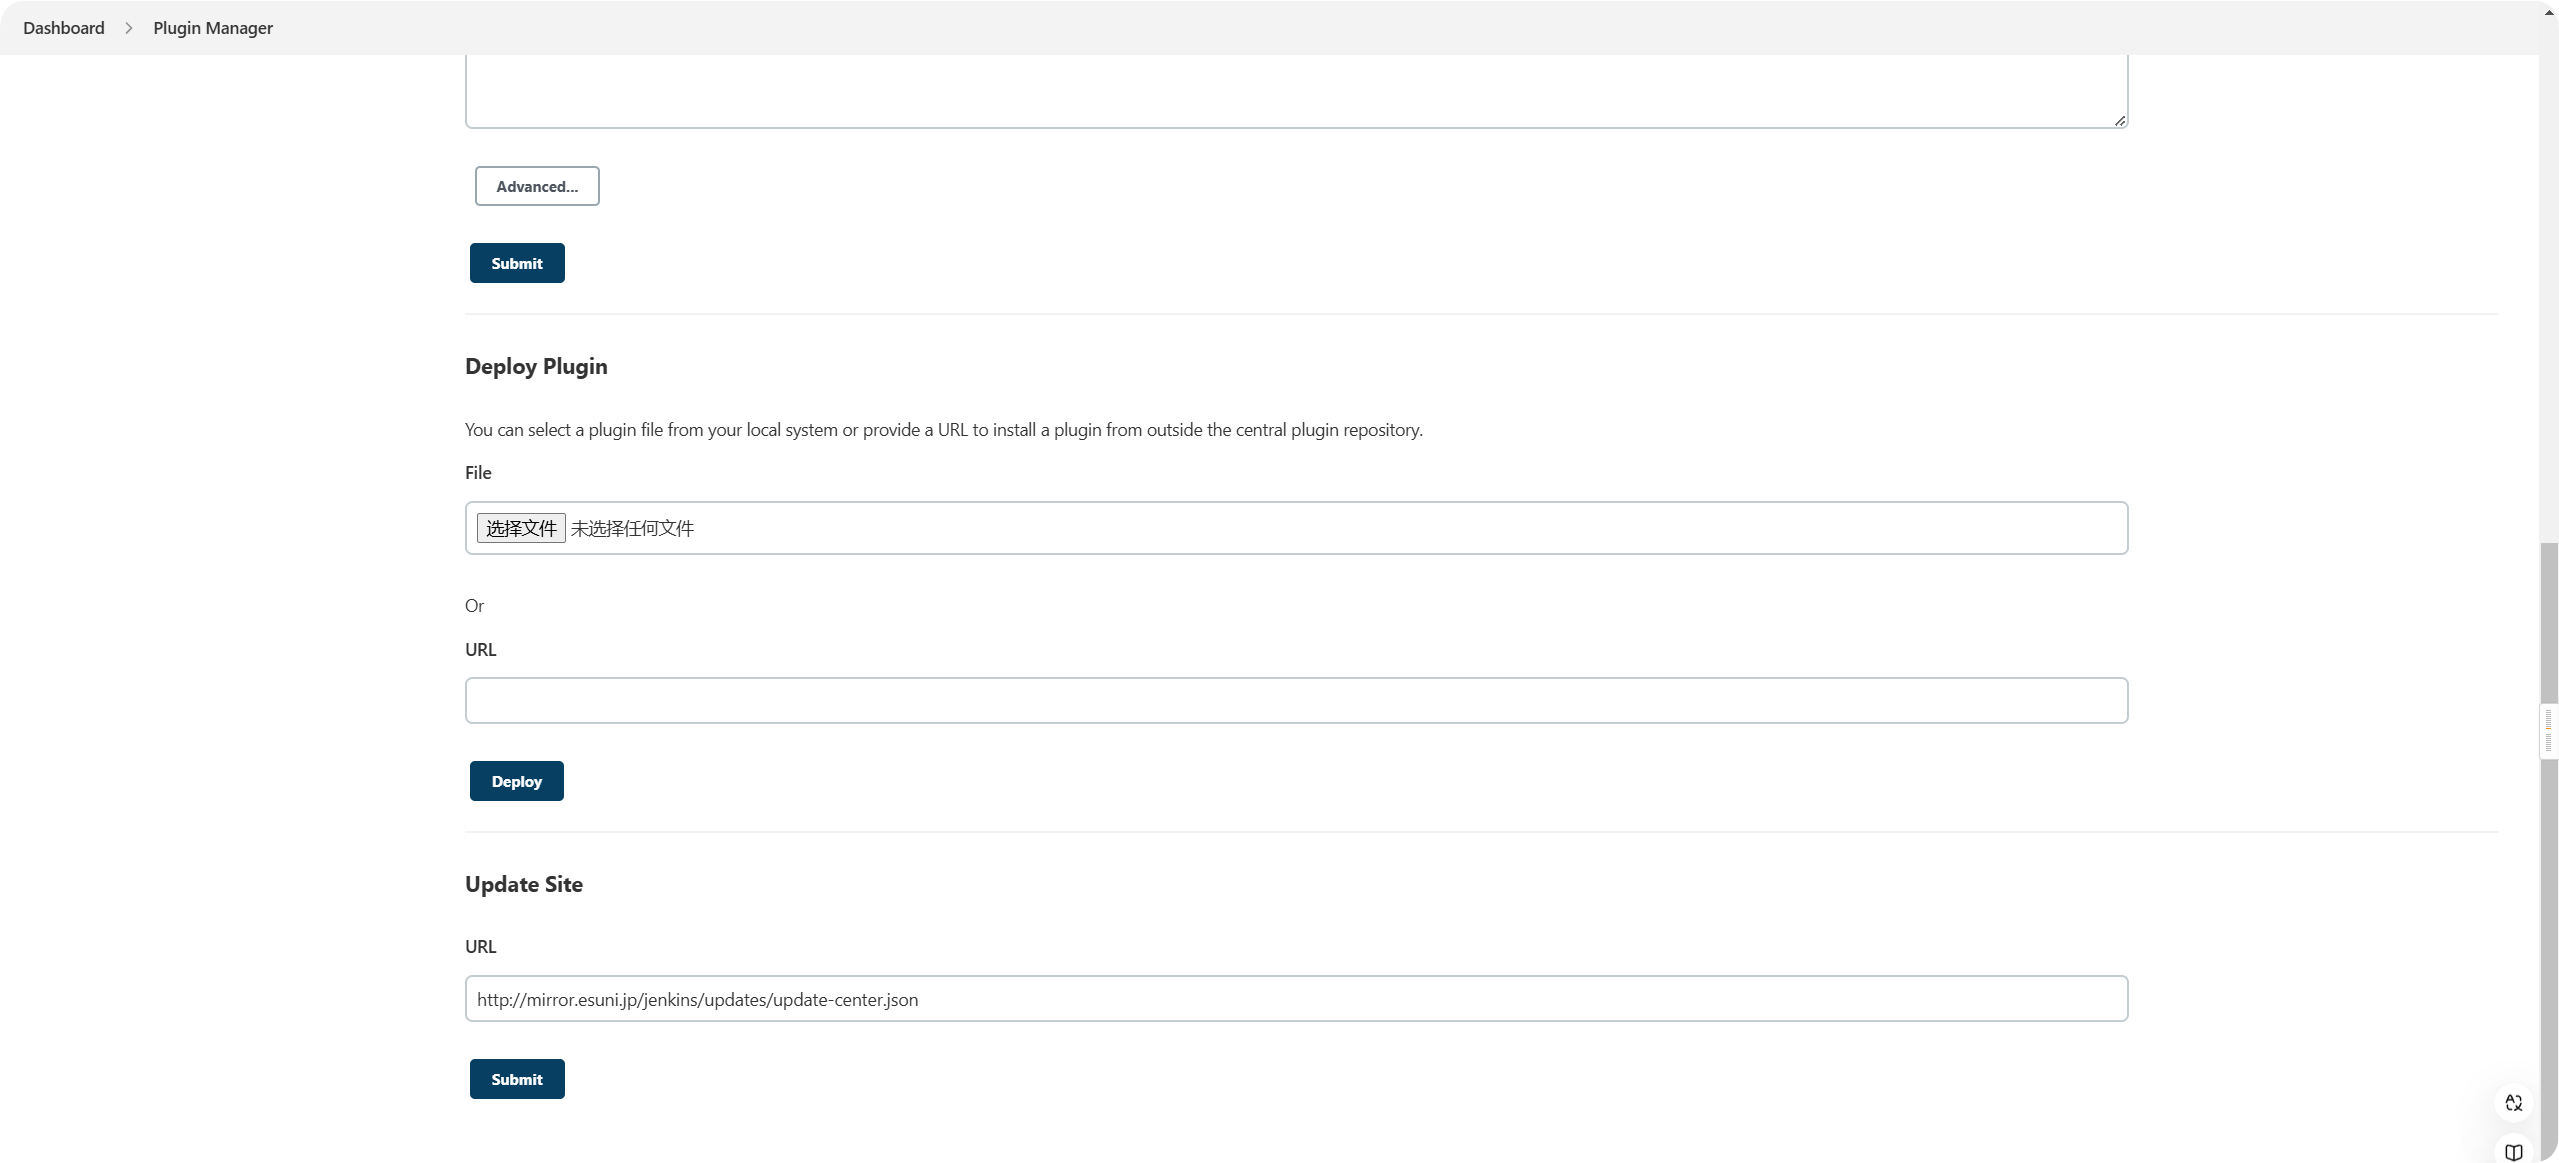 Dashboard > Plugin Manager
Advanced...
Submit
Deploy Plugin
You can select a plugin file from your local system or provide a URL to install a plugin from outside the central plugin repository.
File
选择文件 未选择任何文件
Or
URL
Deploy
Update Site
URL
http://mirror.esuni.jp/jenkins/updates/update-center.json
Submit